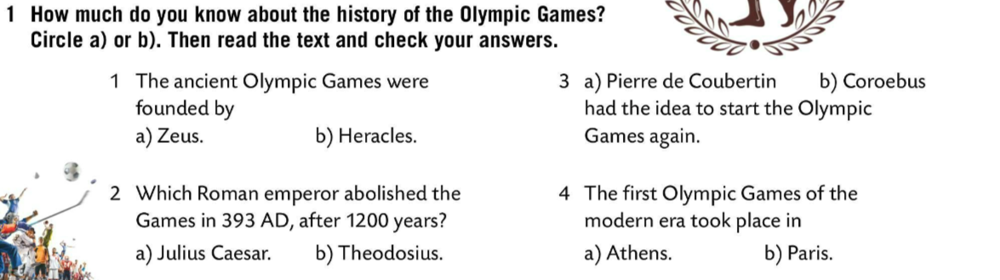 1 How much do you know about the history of the Olympic Games?
Circle a) or b). Then read the text and check your answers.
1 The ancient Olympic Games were
founded by
a) Zeus. b) Heracles.
2 Which Roman emperor abolished the
Games in 393 AD, after 1200 years?
a) Julius Caesar. b) Theodosius.
3 a) Pierre de Coubertin b) Coroebus
had the idea to start the Olympic
Games again.
4 The first Olympic Games of the
modern era took place in
a) Athens. b) Paris.